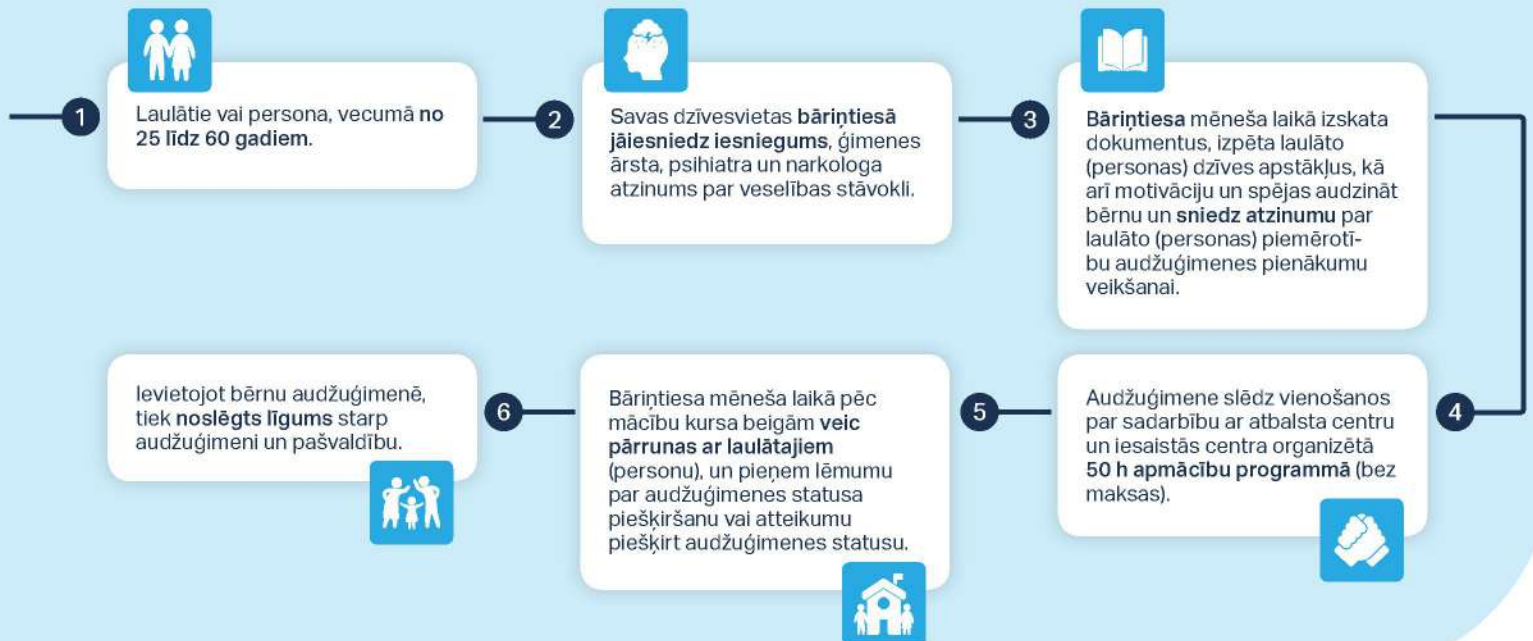 1
Laulātie vai persona, vecumā no
25 līdz 60 gadiem.
2
Savas dzīvesvietas bāriņtiesā
jāiesniedz iesniegums, ģimenes
ārsta, psihiatra un narkologa
atzinums par veselības stāvokli.
3
Bāriņtiesa mēneša laikā izskata
dokumentus, izpēta laulāto
(personas) dzīves apstākļus, kā
arī motivāciju un spējas audzināt
bērnu un sniedz atzinumu par
laulāto (personas) piemērotī-
bu audžuģimenes pienākumu
veikšanai.
4
Audžuģimene slēdz vienošanos
par sadarbību ar atbalsta centru
un iesaistās centra organizētā
50 h apmācību programmā (bez
maksas).
5
Bāriņtiesa mēneša laikā pēc
mācību kursa beigām veic
pārrunas ar laulātajiem
(personu), un pieņem lēmumu
par audžuģimenes statusa
piešķiršanu vai atteikumu
piešķirt audžuģimenes statusu.
6
Ievietojot bērnu audžuģimenē,
tiek noslēgts līgums starp
audžuģimeni un pašvaldību.